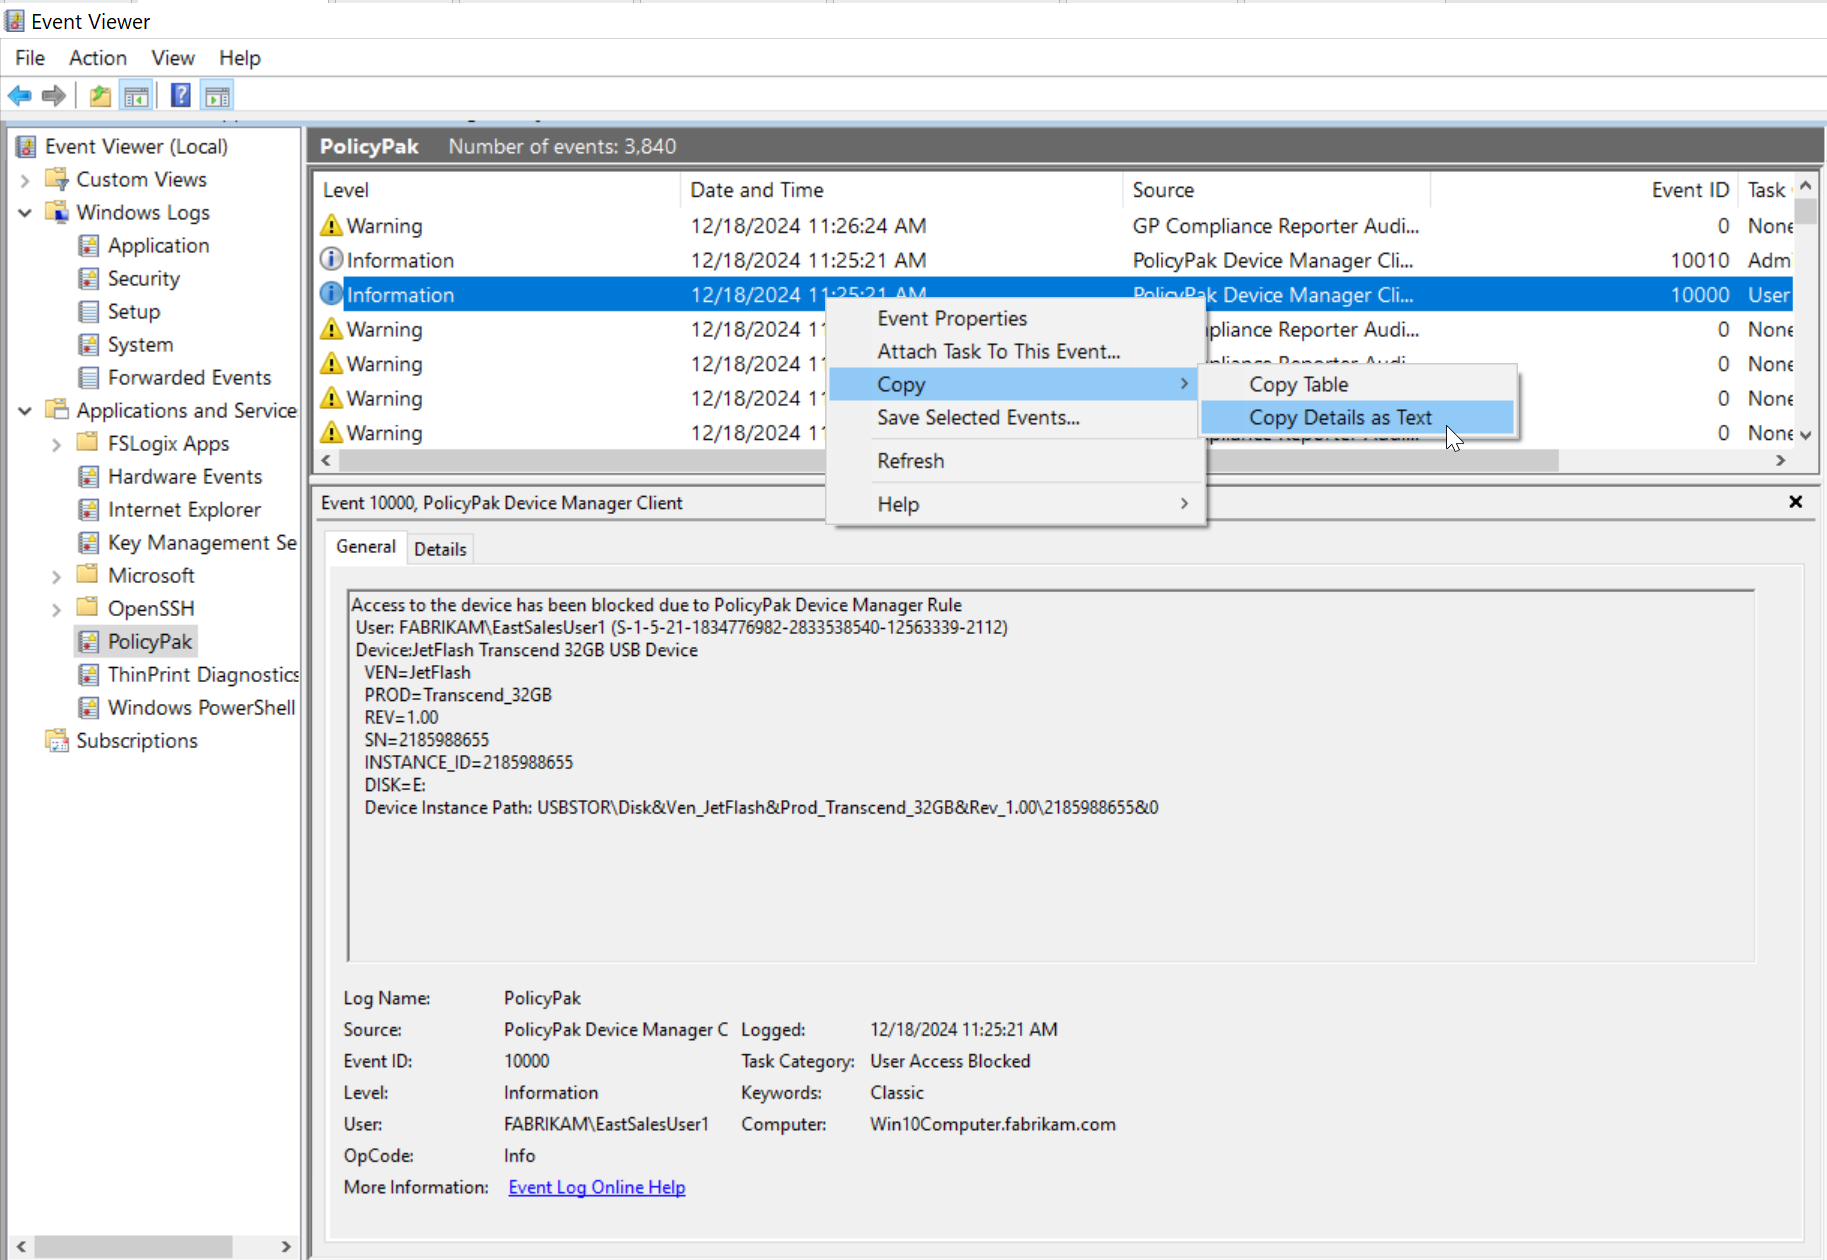 Event Viewer
File Action View Help
Event Viewer (Local)
Custom Views
Windows Logs
Application
Security
Setup
System
Forwarded Events
Applications and Service
FSLogix Apps
Hardware Events
Internet Explorer
Key Management Se
Microsoft
OpenSSH
PolicyPak
ThinPrint Diagnostics
Windows PowerShell
Subscriptions
PolicyPak Number of events: 3,840
Level Date and Time Source Event ID Task
Warning 12/18/2024 11:26:24 AM GP Compliance Reporter Audi... 0 None
Information 12/18/2024 11:25:21 AM PolicyPak Device Manager Cli... 10010 Adm
Information 12/18/2024 11:25:21 AM PolicyPak Device Manager Cli... 10000 User
Warning 12/18/2024 11 pliance Reporter Audi... 0 None
Warning 12/18/2024 11 0 None
Warning 12/18/2024 11 0 None
Warning 12/18/2024 11 0 None
Event Properties
Attach Task To This Event...
Copy
Save Selected Events...
Refresh
Help
Copy Table
Copy Details as Text
Event 10000, PolicyPak Device Manager Client
General Details
Access to the device has been blocked due to PolicyPak Device Manager Rule
User: FABRIKAM\EastSalesUser1 (S-1-5-21-1834776982-2833538540-12563339-2112)
Device:JetFlash Transcend 32GB USB Device
VEN=JetFlash
PROD=Transcend_32GB
REV=1.00
SN=2185988655
INSTANCE_ID=2185988655
DISK=E:
Device Instance Path: USBSTOR\Disk&Ven_JetFlash&Prod_Transcend_32GB&Rev_1.00\2185988655&0
Log Name: PolicyPak
Source: PolicyPak Device Manager C Logged: 12/18/2024 11:25:21 AM
Event ID: 10000 Task Category: User Access Blocked
Level: Information Keywords: Classic
User: FABRIKAM\EastSalesUser1 Computer: Win10Computer.fabrikam.com
OpCode: Info
More Information: Event Log Online Help